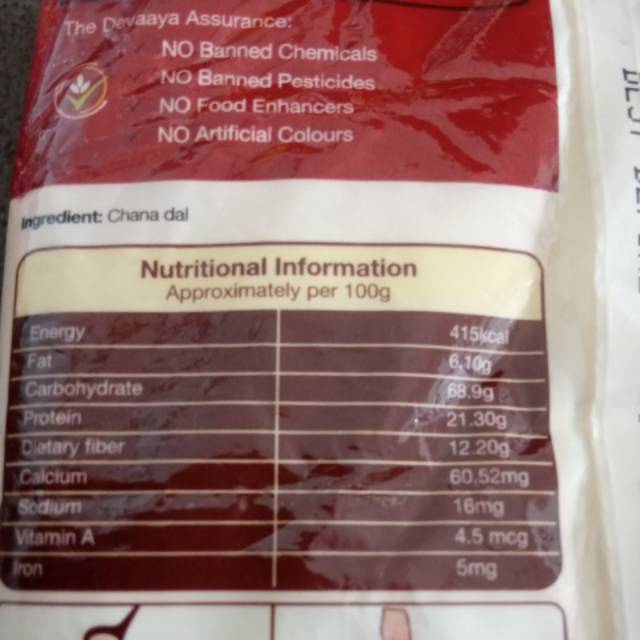 The Devaaya Assurance:
NO Banned Chemicals
NO Banned Pesticides
NO Food Enhancers
NO Artificial Colours
Ingredient: Chana dal
Nutritional Information
Approximately per 100g
Energy 415kcal
Fat 6.10g
Carbohydrate 68.9g
Protein 21.30g
Dietary fiber 12.20g
Calcium 60.52mg
Sodium 16mg
Vitamin A 4.5 mcg
Iron 5mg
BEST